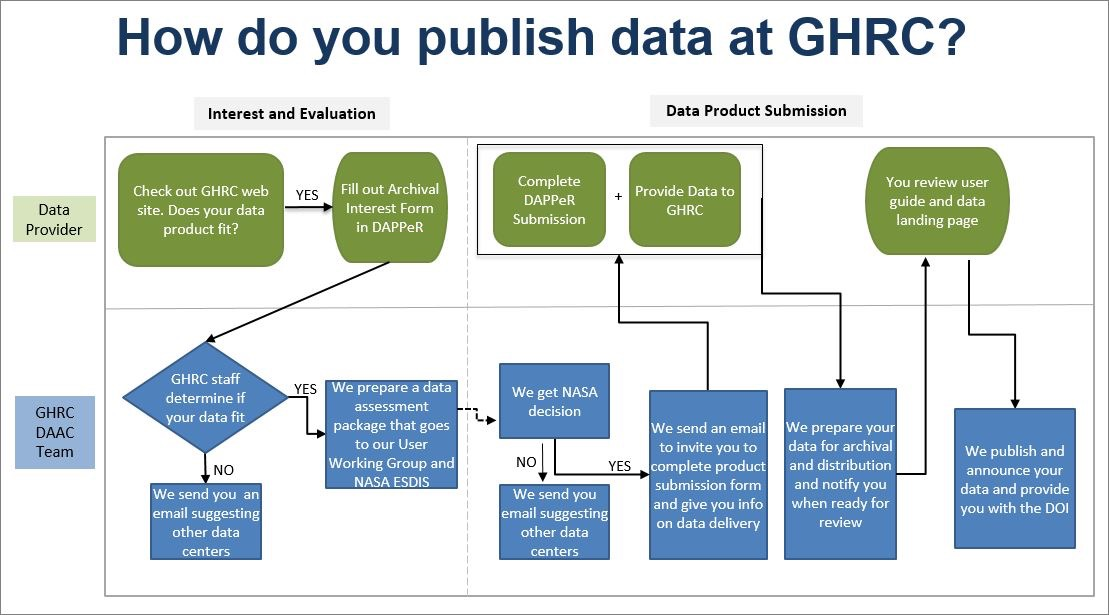 How do you publish data at GHRC?
Interest and Evaluation
Data Product Submission
Data
Provider
Check out GHRC web
site. Does your data
product fit?
YES
Fill out Archival
Interest Form
in DAPPeR
Complete
DAPPeR
Submission
+
Provide Data to
GHRC
You review user
guide and data
landing page
GHRC
DAAC
Team
GHRC staff
determine if
your data fit
YES
NO
We send you  an
email suggesting
other data
centers
We prepare a data
assessment
package that goes
to our User
Working Group and
NASA ESDIS
We get NASA
decision
NO
YES
We send you
email suggesting
other data
centers
We send an email
to invite you to
complete product
submission form
and give you info
on data delivery
We prepare your
data for archival
and distribution
and notify you
when ready for
review
We publish and
announce your
data and provide
you with the DOI